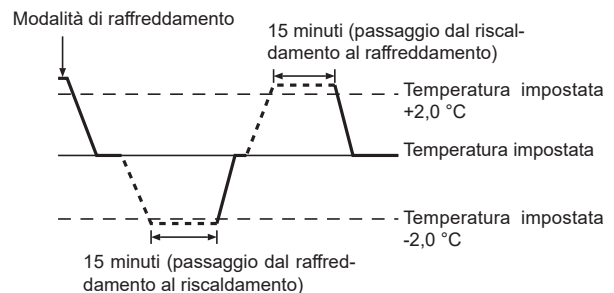 Modalità di raffreddamento
15 minuti (passaggio dal riscal-
damento al raffreddamento)
Temperatura impostata
+2,0 °C
Temperatura impostata
Temperatura impostata
-2,0 °C
15 minuti (passaggio dal raffred-
damento al riscaldamento)